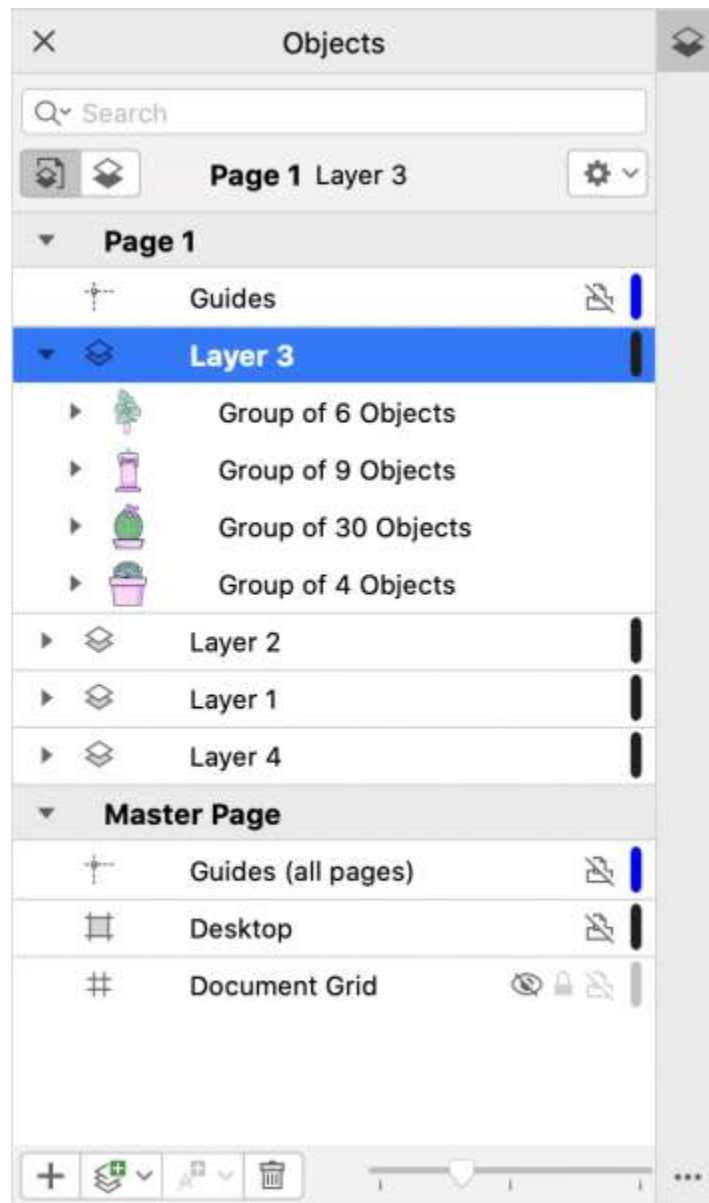 Objects
Search
Page 1 Layer 3
Page 1
Guides
Layer 3
Group of 6 Objects
Group of 9 Objects
Group of 30 Objects
Group of 4 Objects
Layer 2
Layer 1
Layer 4
Master Page
Guides (all pages)
Desktop
Document Grid